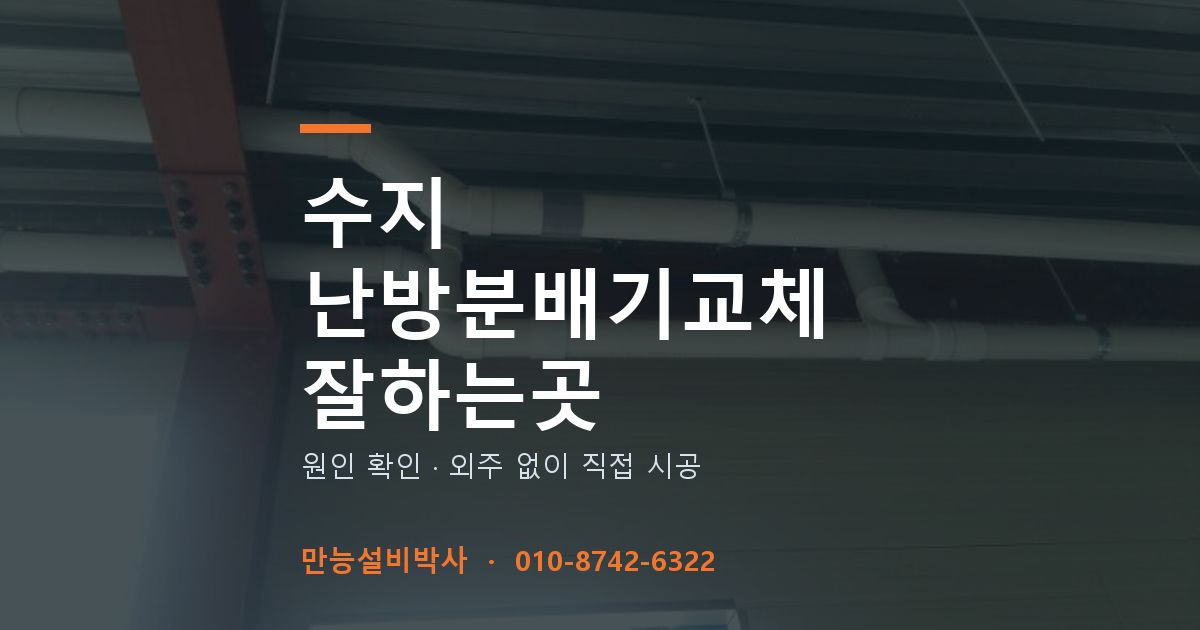 수지
난방분배기교체
잘하는곳
원인 확인 · 외주 없이 직접 시공
만능설비박사 · 010-8742-6322